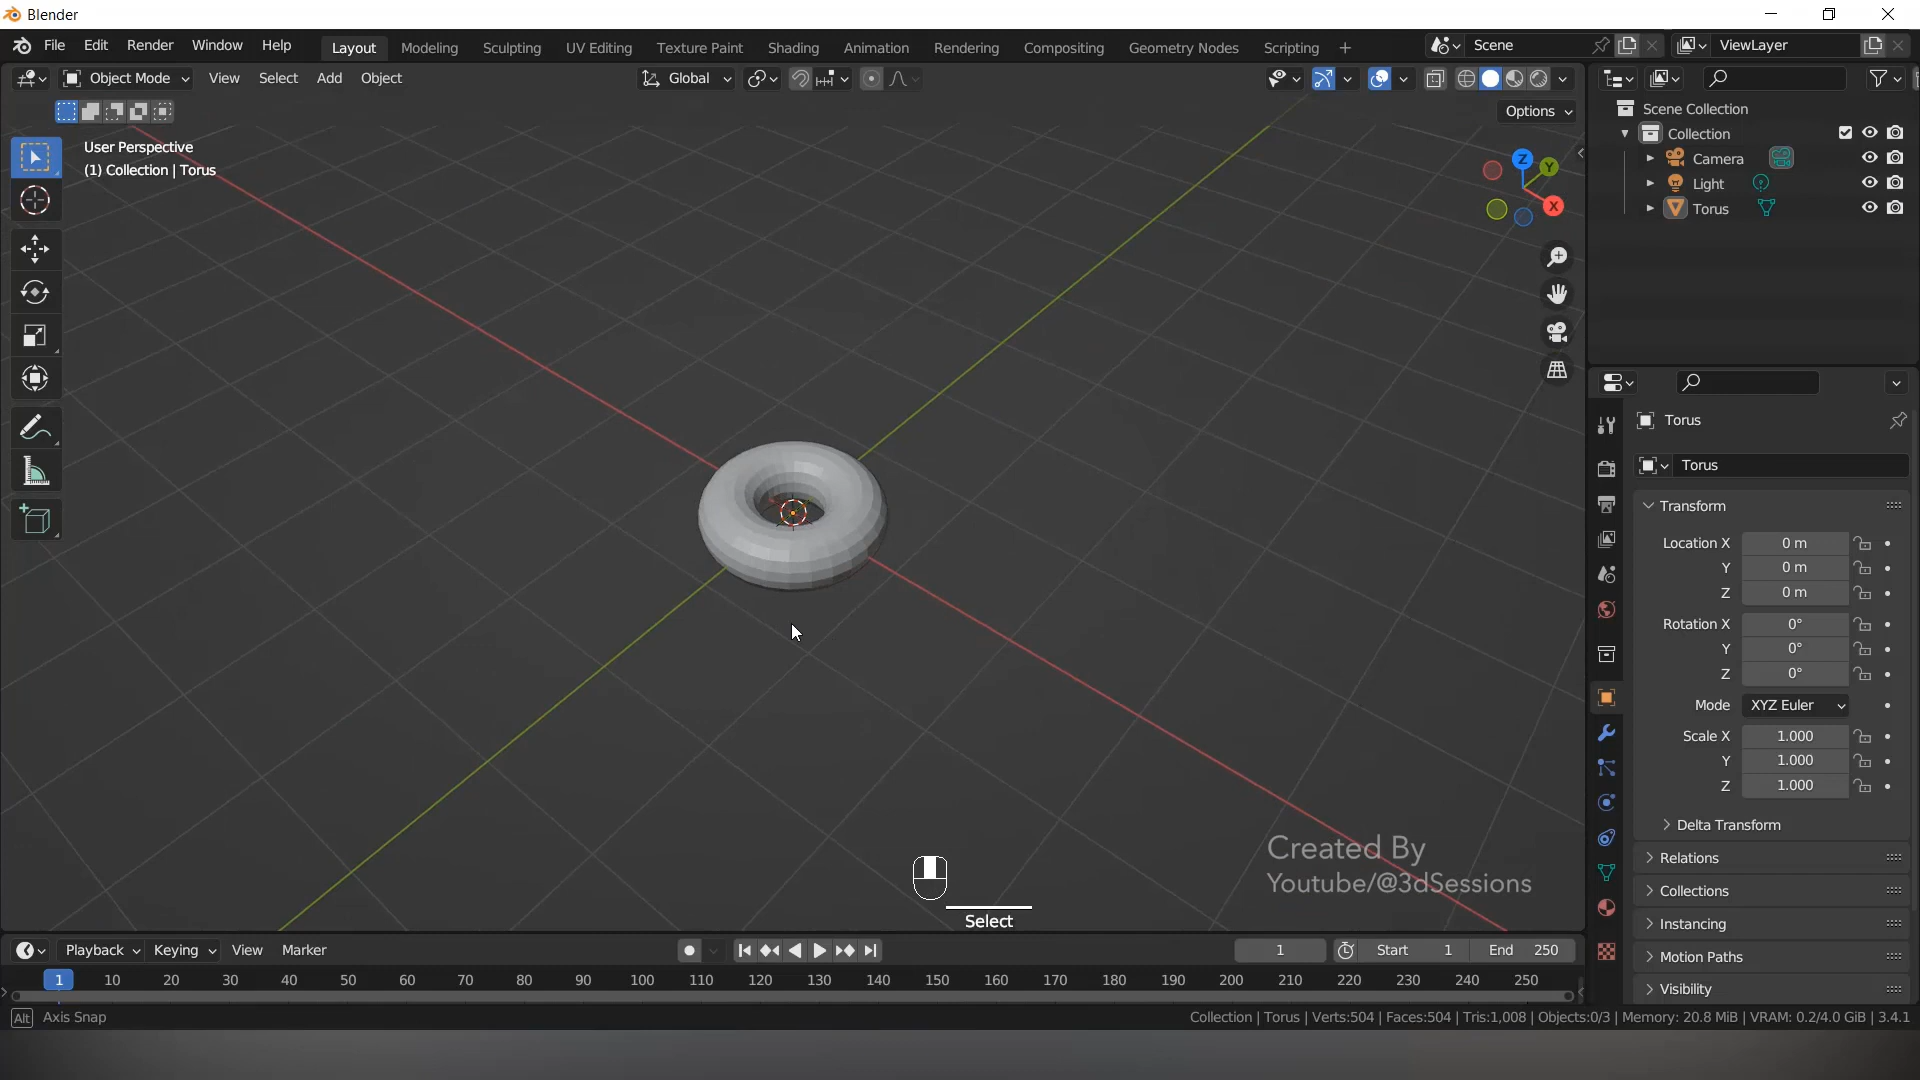 Blender
File Edit Render Window Help Layout Modeling Sculpting UV Editing Texture Paint Shading Animation Rendering Compositing Geometry Nodes Scripting + Scene ViewLayer
Object Mode View Select Add Object Global
Options
User Perspective
(1) Collection | Torus
Z Y X
Scene Collection
Collection
Camera
Light
Torus
Torus
Torus
Transform
Location X 0 m
Y 0 m
Z 0 m
Rotation X 0°
Y 0°
Z 0°
Mode XYZ Euler
Scale X 1.000
Y 1.000
Z 1.000
Delta Transform
Relations
Collections
Instancing
Motion Paths
Visibility
Created By
Youtube/@3dSessions
Select
Playback Keying View Marker 1 Start 1 End 250
1 10 20 30 40 50 60 70 80 90 100 110 120 130 140 150 160 170 180 190 200 210 220 230 240 250
Alt Axis Snap Collection | Torus | Verts:504 | Faces:504 | Tris:1,008 | Objects:0/3 | Memory: 20.8 MiB | VRAM: 0.2/4.0 GiB | 3.4.1